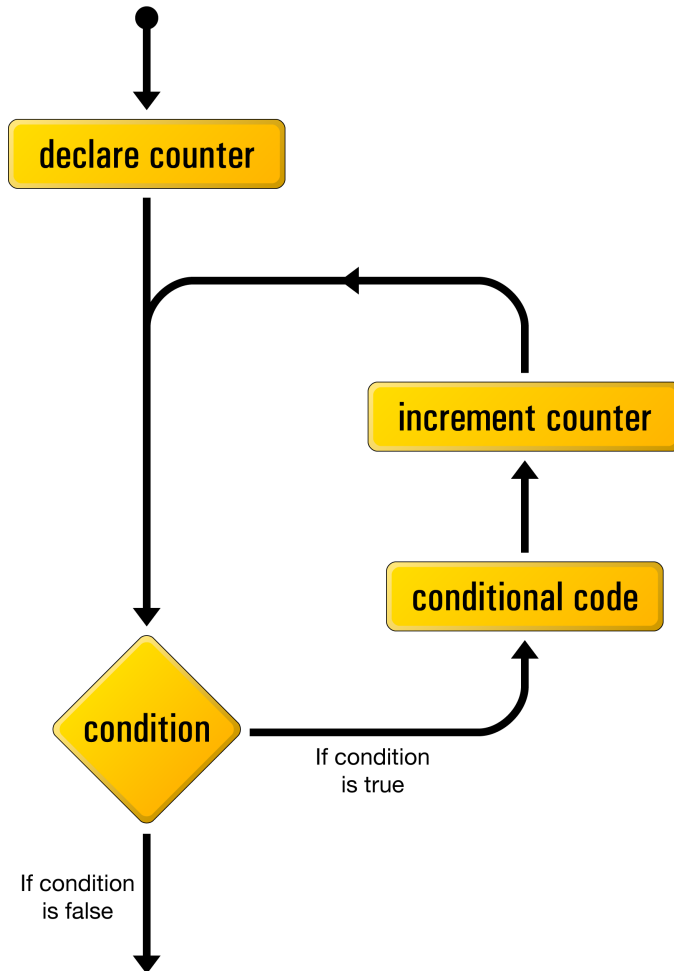 declare counter
increment counter
conditional code
condition
If condition
is true
If condition
is false